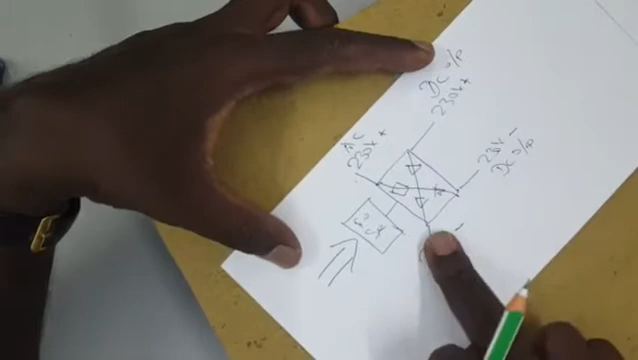 DC o/p
230V+
AC
230V+
230V-
DC o/p
-